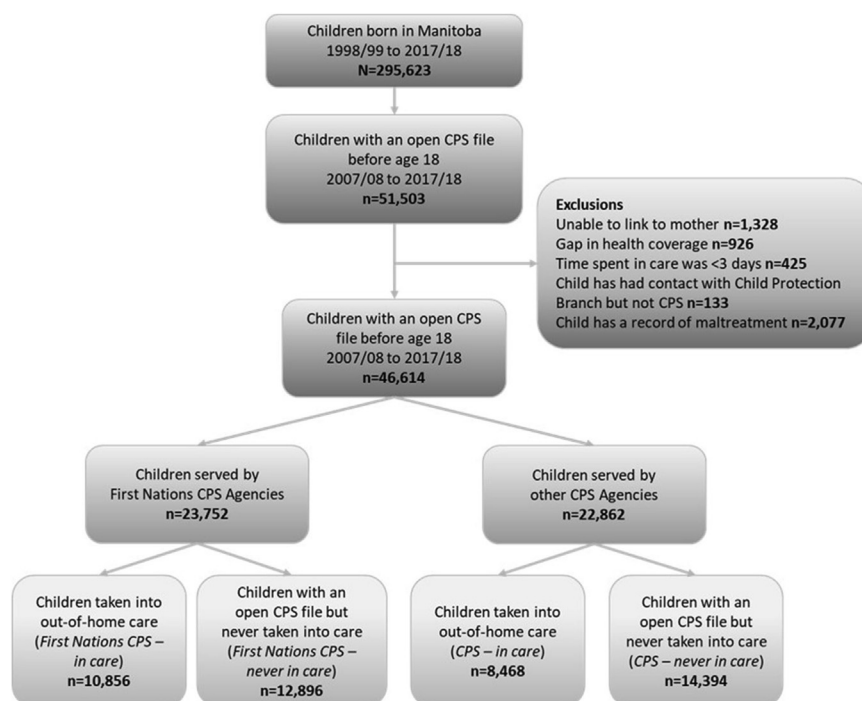 Children born in Manitoba
1998/99 to 2017/18
N=295,623
Children with an open CPS file
before age 18
2007/08 to 2017/18
n=51,503
Exclusions
Unable to link to mother n=1,328
Gap in health coverage n=926
Time spent in care was <3 days n=425
Child has had contact with Child Protection
Branch but not CPS n=133
Child has a record of maltreatment n=2,077
Children with an open CPS
file before age 18
2007/08 to 2017/18
n=46,614
Children served by
First Nations CPS Agencies
n=23,752
Children served by
other CPS Agencies
n=22,862
Children taken into
out-of-home care
(First Nations CPS –
in care)
n=10,856
Children with an
open CPS file but
never taken into care
(First Nations CPS –
never in care)
n=12,896
Children taken into
out-of-home care
(CPS – in care)
n=8,468
Children with an
open CPS file but
never taken into care
(CPS – never in care)
n=14,394